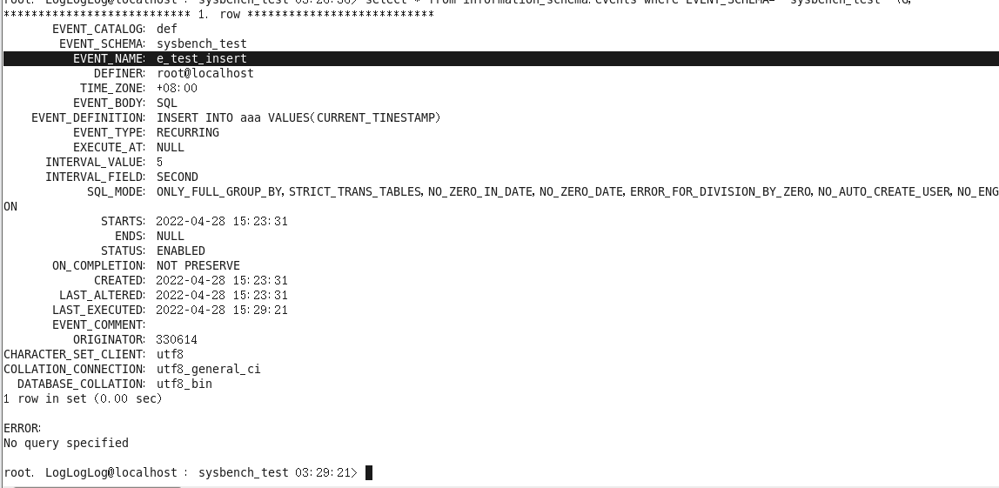 root. LogLogLog@localhost : sysbench_test 03:28:38> select * from information_schema.events where EVENT_SCHEMA=' sysbench_test' \G;
*************************** 1. row ***************************
EVENT_CATALOG: def
EVENT_SCHEMA: sysbench_test
EVENT_NAME: e_test_insert
DEFINER: root@localhost
TIME_ZONE: +08:00
EVENT_BODY: SQL
EVENT_DEFINITION: INSERT INTO aaa VALUES(CURRENT_TINESTAMP)
EVENT_TYPE: RECURRING
EXECUTE_AT: NULL
INTERVAL_VALUE: 5
INTERVAL_FIELD: SECOND
SQL_MODE: ONLY_FULL_GROUP_BY, STRICT_TRANS_TABLES, NO_ZERO_IN_DATE, NO_ZERO_DATE, ERROR_FOR_DIVISION_BY_ZERO, NO_AUTO_CREATE_USER, NO_ENG
ON
STARTS: 2022-04-28 15:23:31
ENDS: NULL
STATUS: ENABLED
ON_COMPLETION: NOT PRESERVE
CREATED: 2022-04-28 15:23:31
LAST_ALTERED: 2022-04-28 15:23:31
LAST_EXECUTED: 2022-04-28 15:29:21
EVENT_COMMENT:
ORIGINATOR: 330614
CHARACTER_SET_CLIENT: utf8
COLLATION_CONNECTION: utf8_general_ci
DATABASE_COLLATION: utf8_bin
1 row in set (0.00 sec)
ERROR:
No query specified
root. LogLogLog@localhost : sysbench_test 03:29:21>